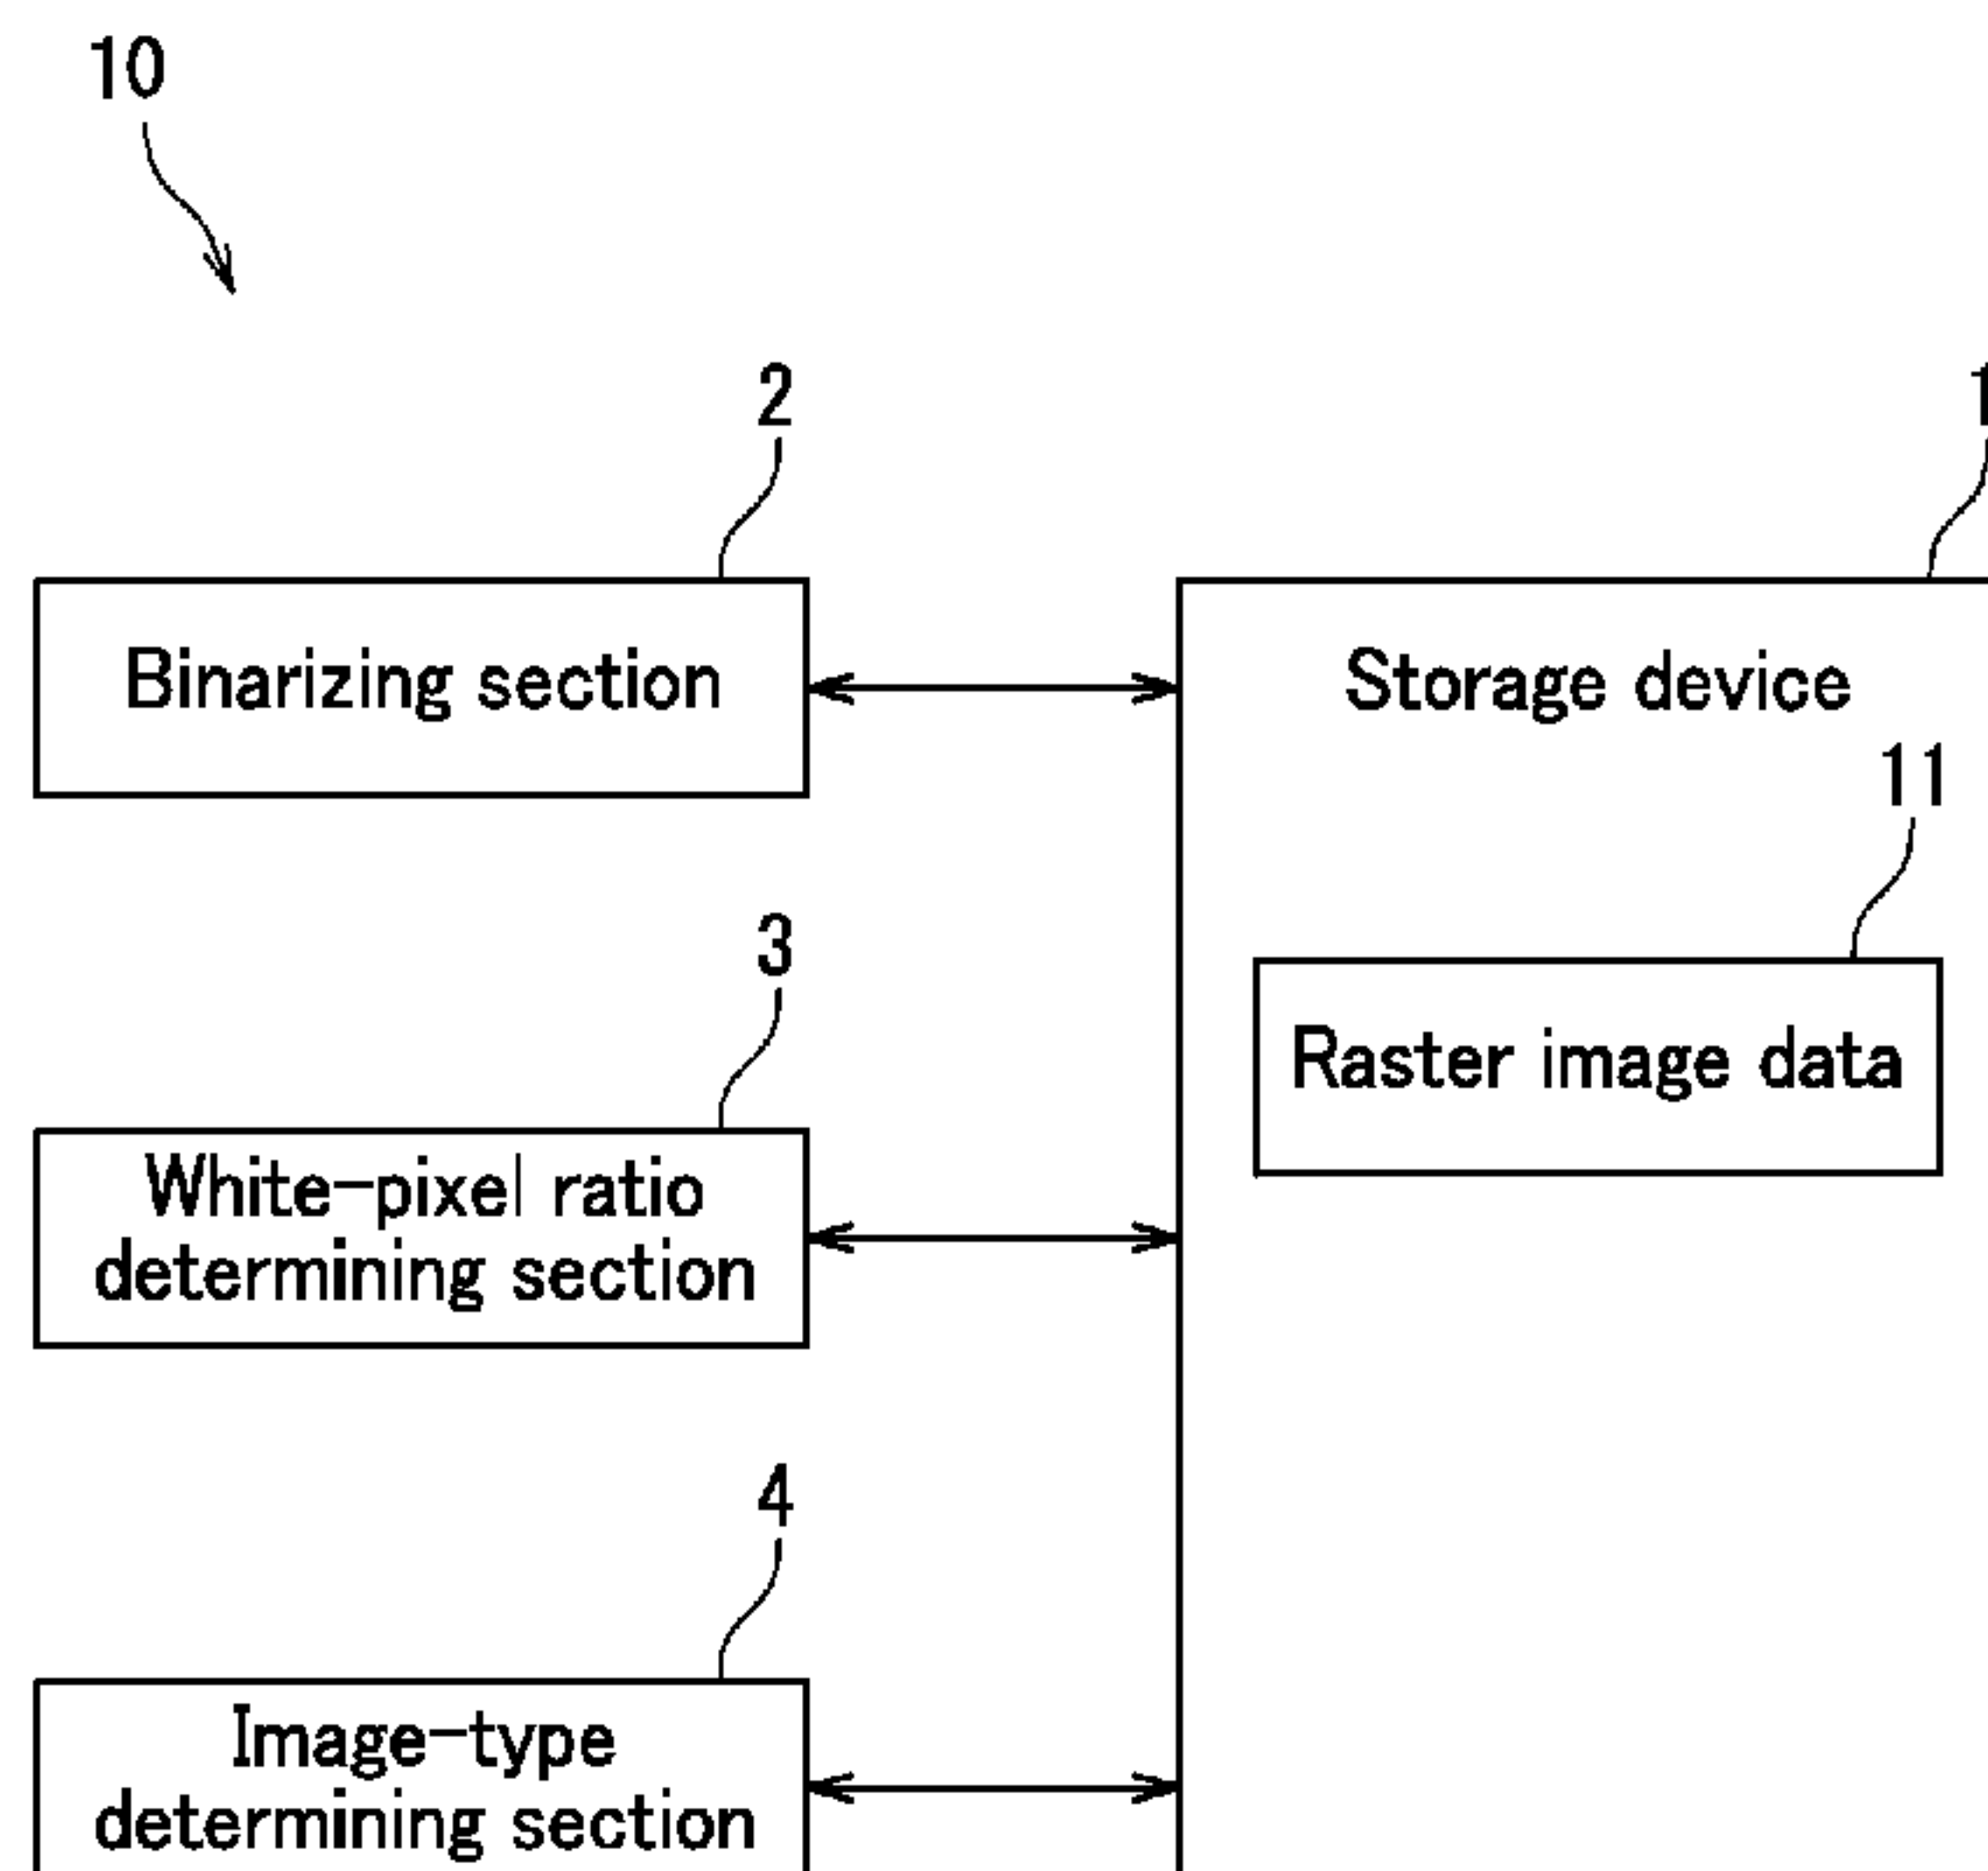 10
2
1
Binarizing section
Storage device
11
3
Raster image data
White-pixel ratio
determining section
4
Image-type
determining section